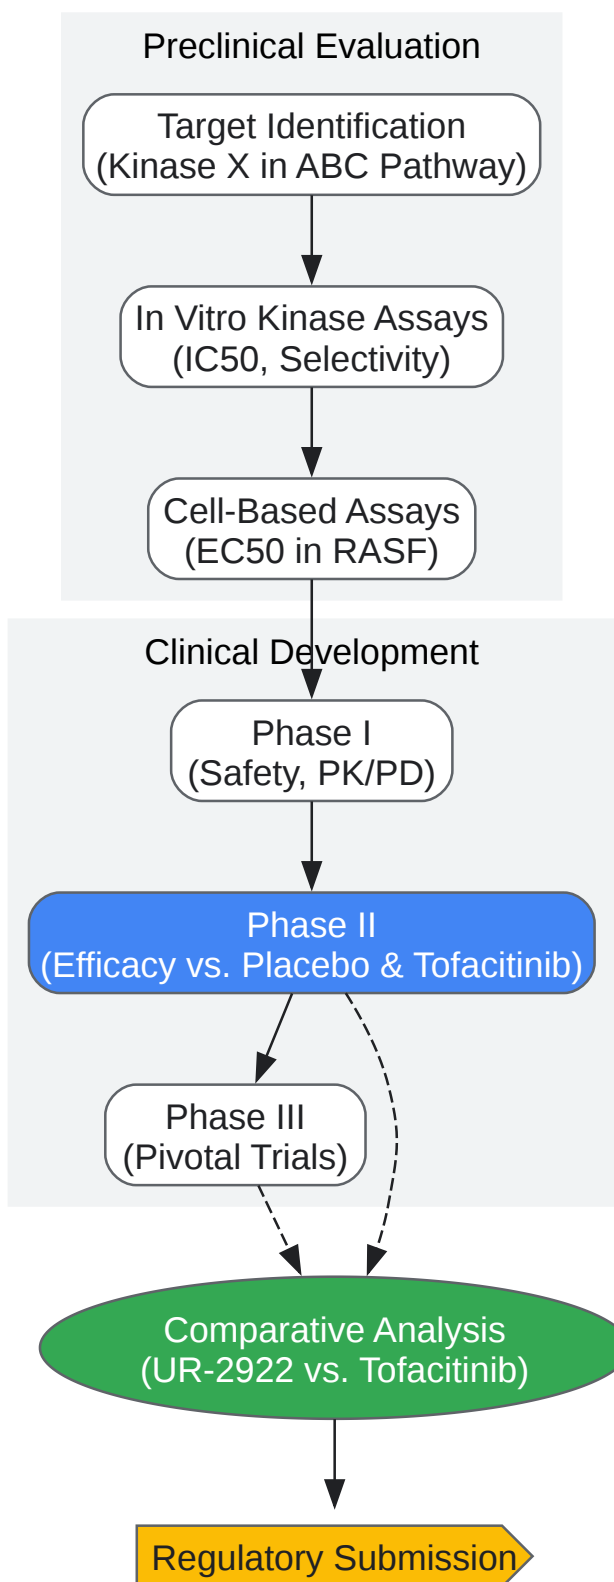 Preclinical Evaluation
Target Identification
(Kinase X in ABC Pathway)
In Vitro Kinase Assays
(IC50, Selectivity)
Cell-Based Assays
(EC50 in RASF)
Clinical Development
Phase I
(Safety, PK/PD)
Phase II
(Efficacy vs. Placebo & Tofacitinib)
Phase III
(Pivotal Trials)
Comparative Analysis
(UR-2922 vs. Tofacitinib)
Regulatory Submission